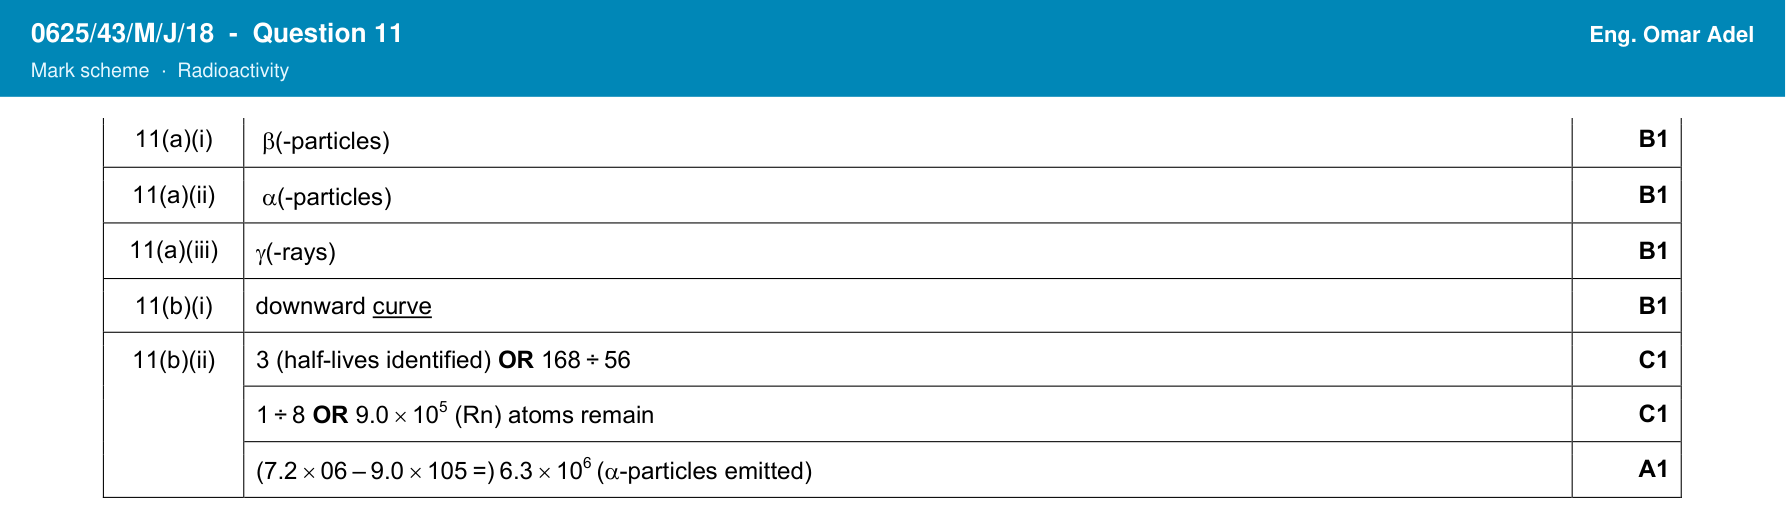 0625/43/M/J/18 - Question 11
Eng. Omar Adel
Mark scheme · Radioactivity
11(a)(i) β(-particles) B1
11(a)(ii) α(-particles) B1
11(a)(iii) γ(-rays) B1
11(b)(i) downward curve B1
11(b)(ii) 3 (half-lives identified) OR 168 ÷ 56 C1
1 ÷ 8 OR 9.0 × 10⁵ (Rn) atoms remain C1
(7.2 × 06 – 9.0 × 105 =) 6.3 × 10⁶ (α-particles emitted) A1